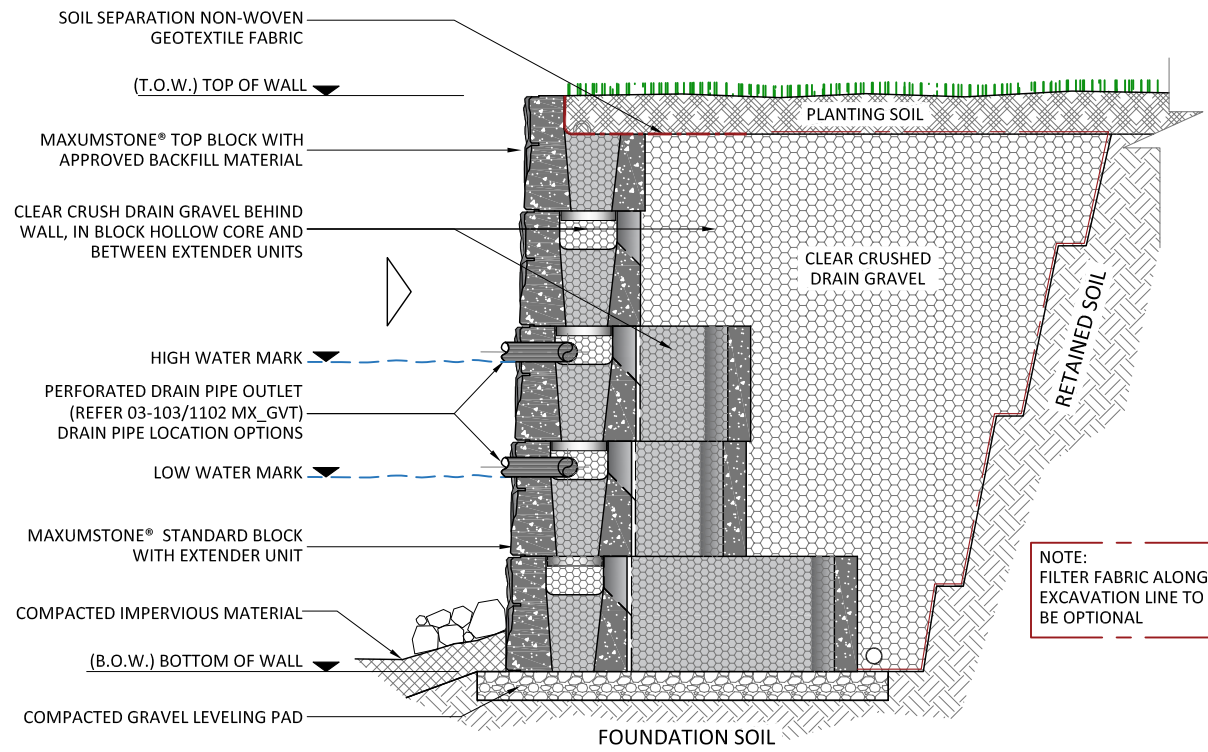 SOIL SEPARATION NON-WOVEN
GEOTEXTILE FABRIC
(T.O.W.) TOP OF WALL
MAXUMSTONE® TOP BLOCK WITH
APPROVED BACKFILL MATERIAL
CLEAR CRUSH DRAIN GRAVEL BEHIND
WALL, IN BLOCK HOLLOW CORE AND
BETWEEN EXTENDER UNITS
HIGH WATER MARK
PERFORATED DRAIN PIPE OUTLET
(REFER 03-103/1102 MX_GVT)
DRAIN PIPE LOCATION OPTIONS
LOW WATER MARK
MAXUMSTONE® STANDARD BLOCK
WITH EXTENDER UNIT
COMPACTED IMPERVIOUS MATERIAL
(B.O.W.) BOTTOM OF WALL
COMPACTED GRAVEL LEVELING PAD
PLANTING SOIL
CLEAR CRUSHED
DRAIN GRAVEL
RETAINED SOIL
NOTE:
FILTER FABRIC ALONG
EXCAVATION LINE TO
BE OPTIONAL
FOUNDATION SOIL